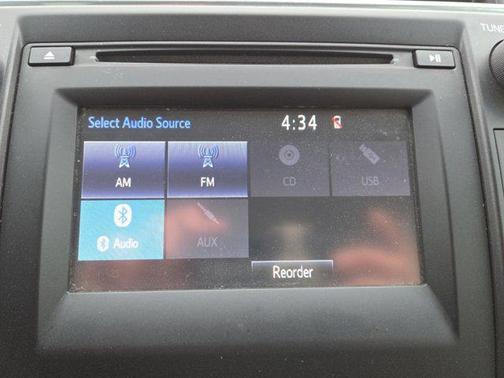 TUNE
Select Audio Source 4:34
AM FM CD USB
Audio AUX
Reorder